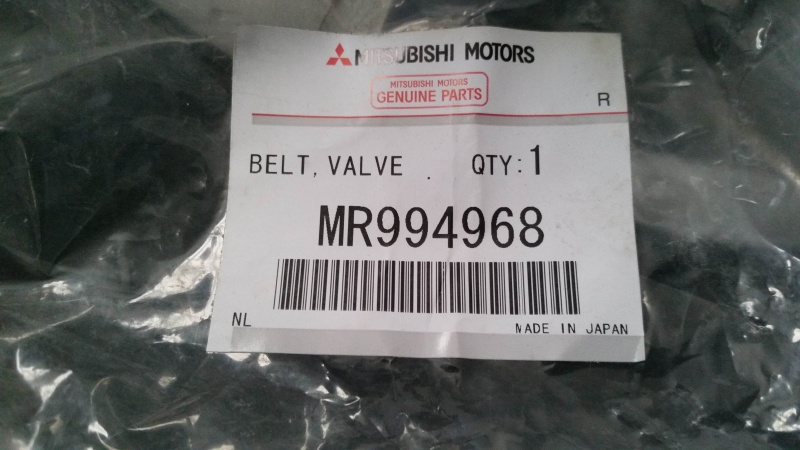 MITSUBISHI MOTORS
MITSUBISHI MOTORS
GENUINE PARTS
R
BELT, VALVE . QTY: 1
MR994968
NL MADE IN JAPAN